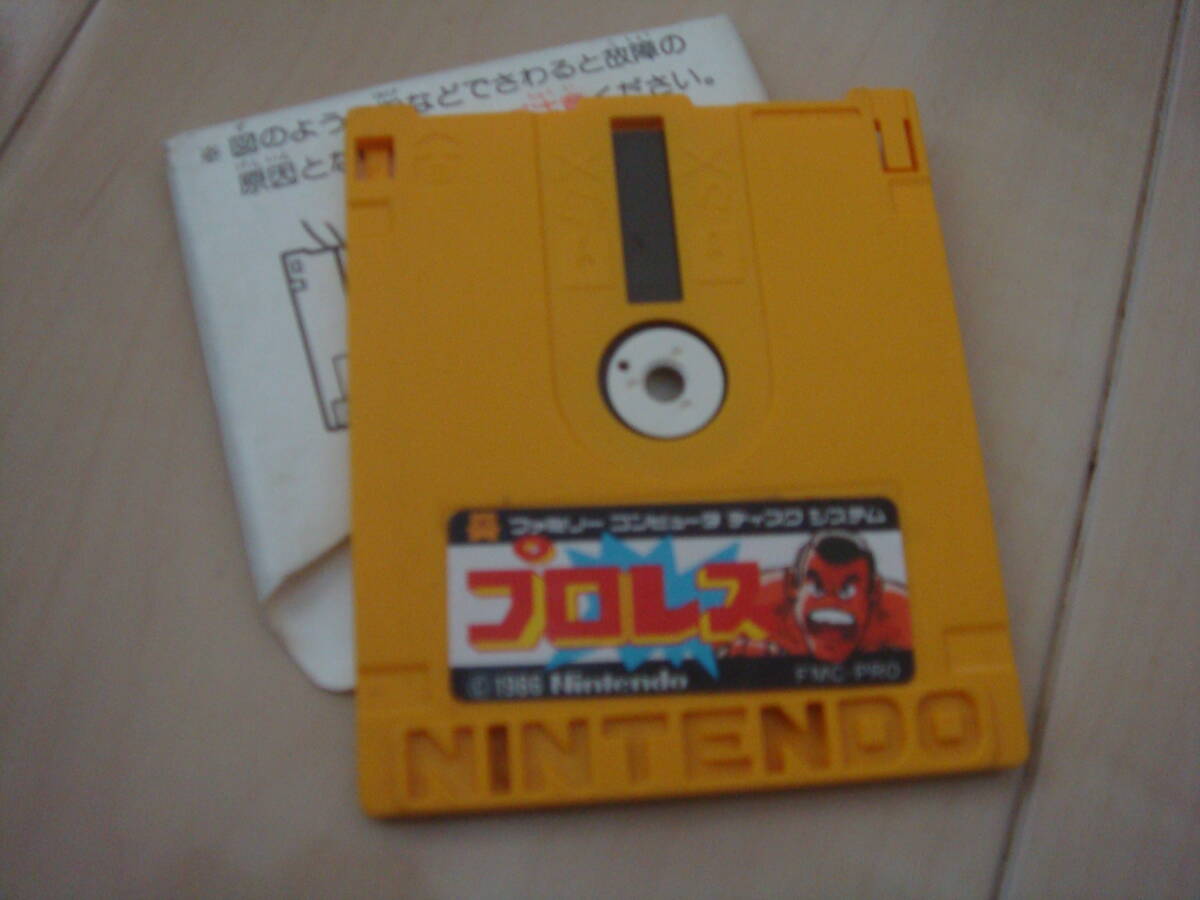 ※図のよう などでさわると故障の
原因とな 注意ください。
ファミリーコンピュータ ディスクシステム
プロレス
©1986 Nintendo FMC-PRO
NINTENDO